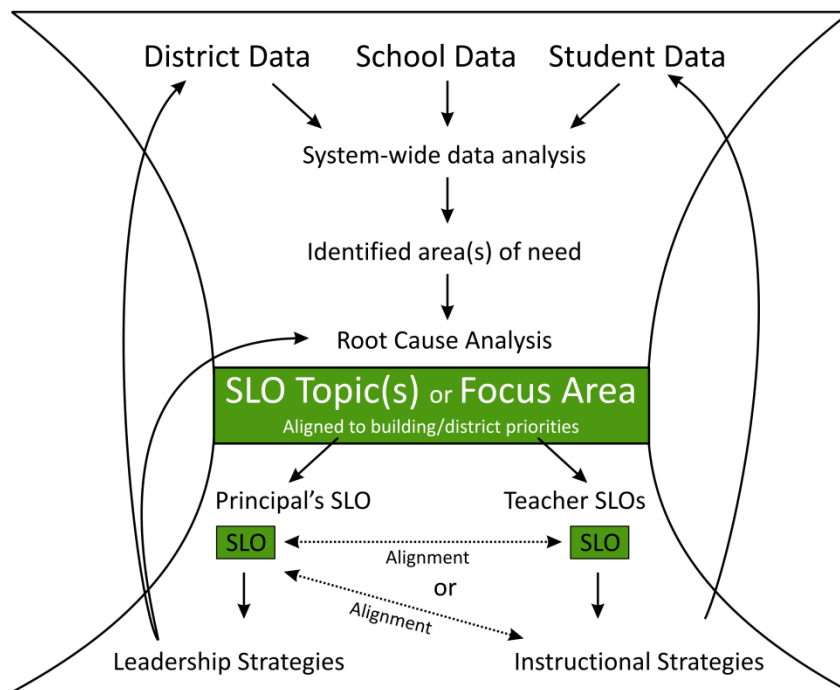 District Data School Data Student Data
System-wide data analysis
Identified area(s) of need
Root Cause Analysis
SLO Topic(s) or Focus Area
Aligned to building/district priorities
Principal's SLO Teacher SLOs
SLO SLO
Alignment
or
Alignment
Leadership Strategies Instructional Strategies